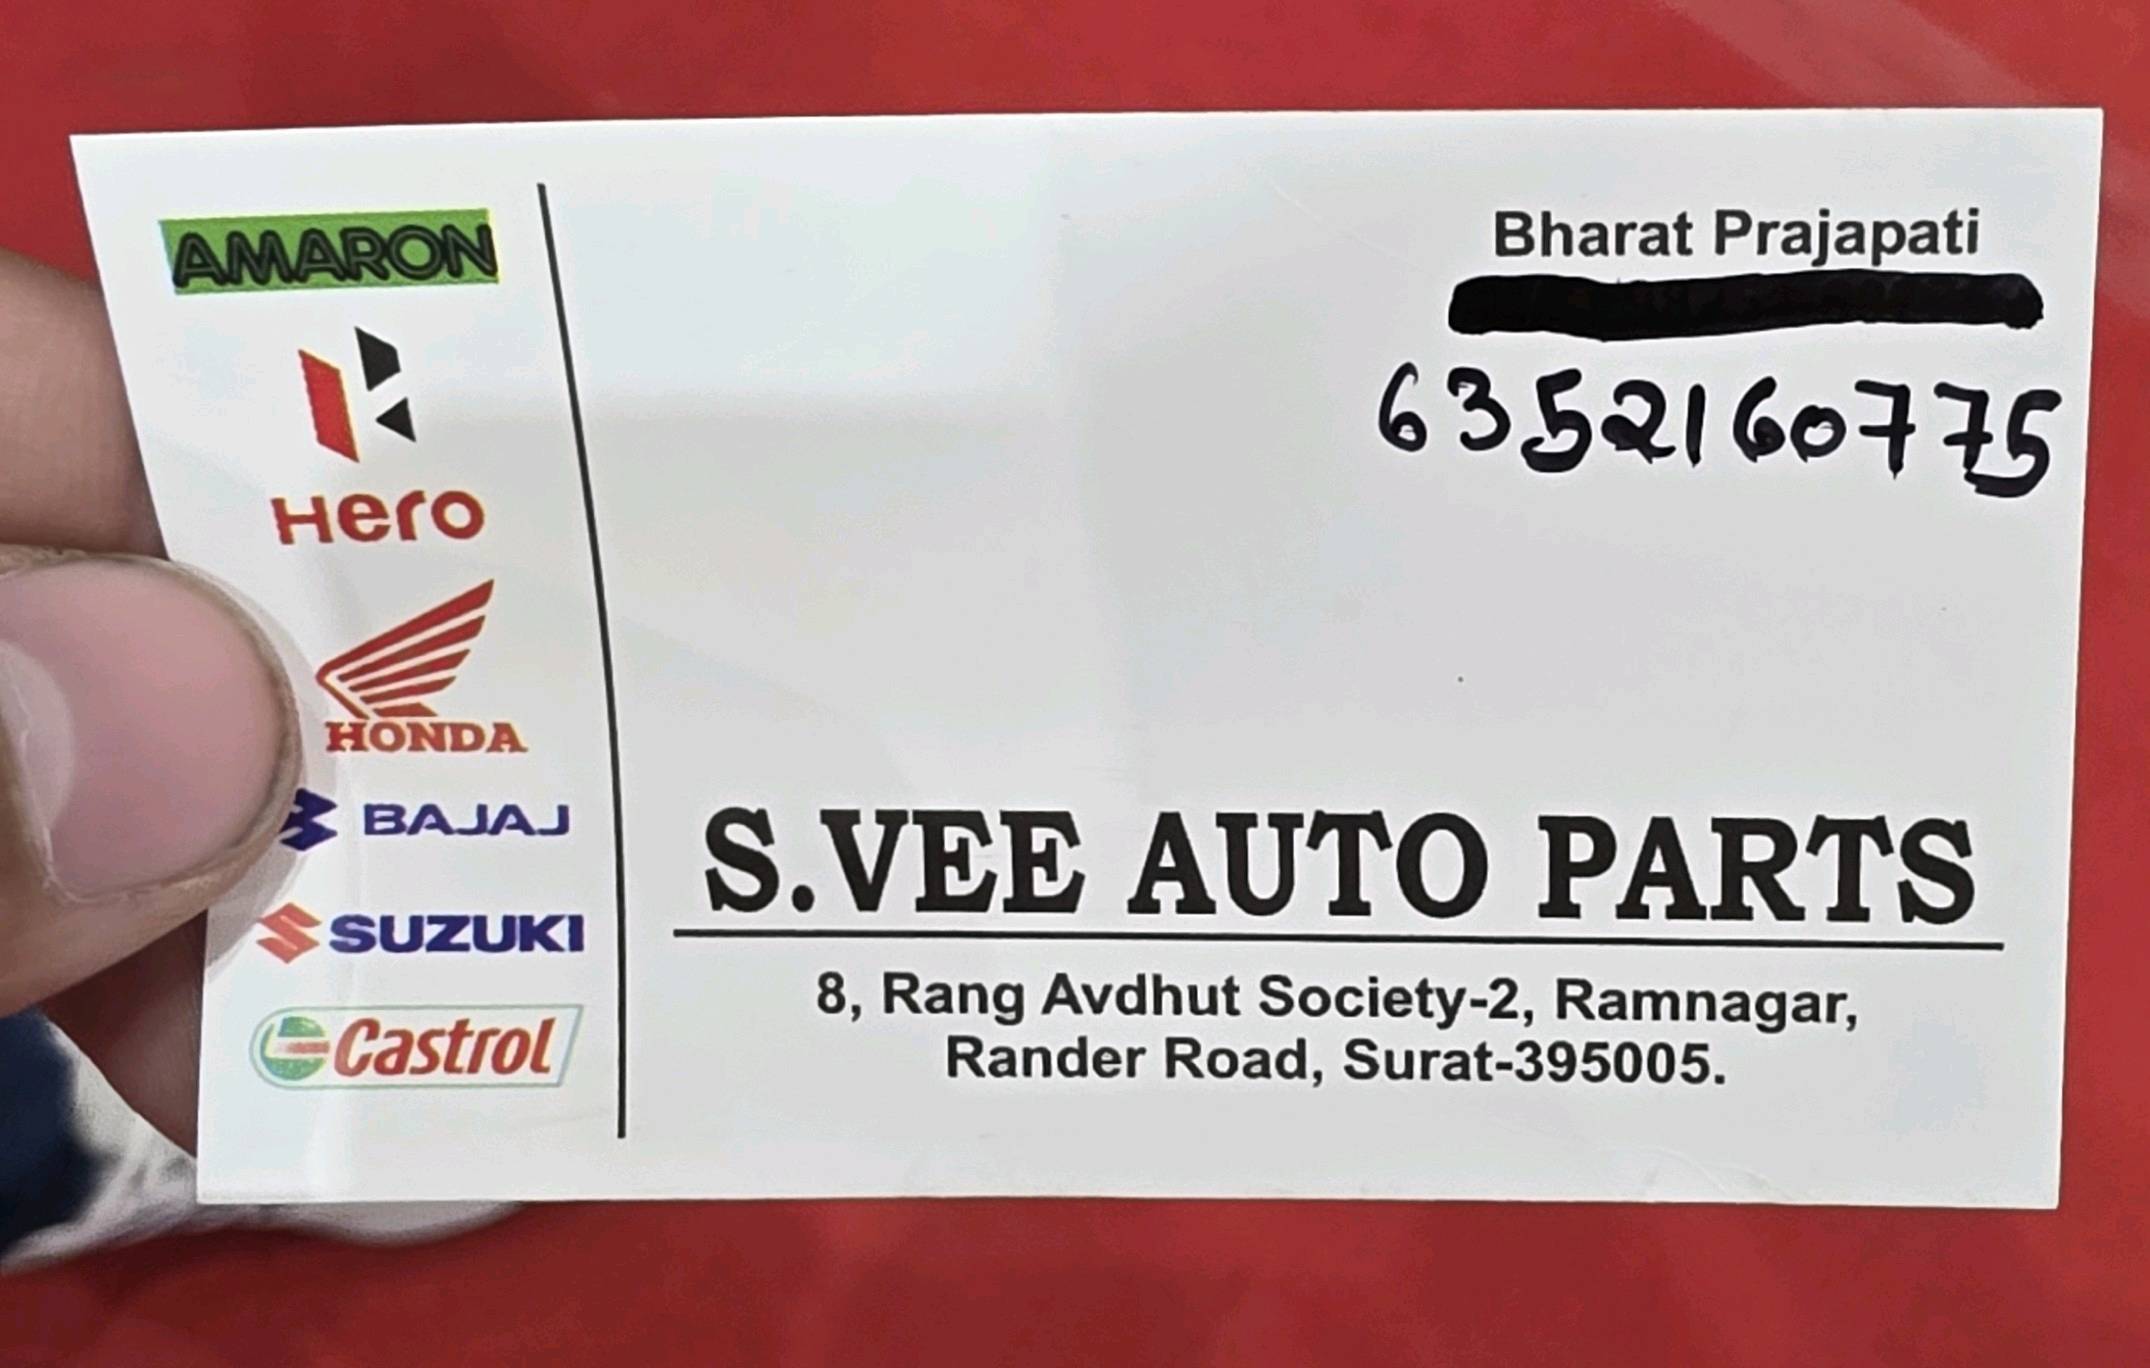 AMARON
Hero
HONDA
BAJAJ
SUZUKI
Castrol
Bharat Prajapati
6352160775
S.VEE AUTO PARTS
8, Rang Avdhut Society-2, Ramnagar,
Rander Road, Surat-395005.